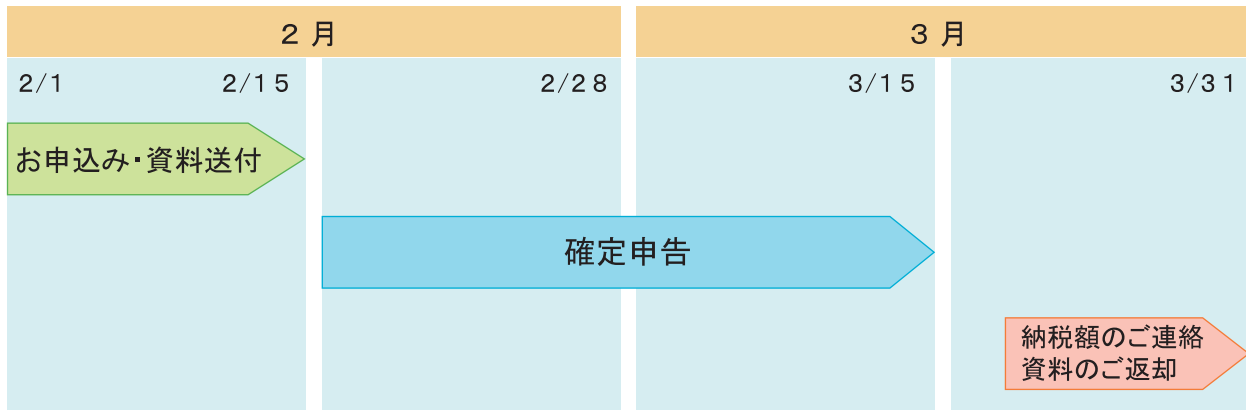 ２月
３月
2/1
2/15
2/28
3/15
3/31
お申込み・資料送付
確定申告
納税額のご連絡
資料のご返却